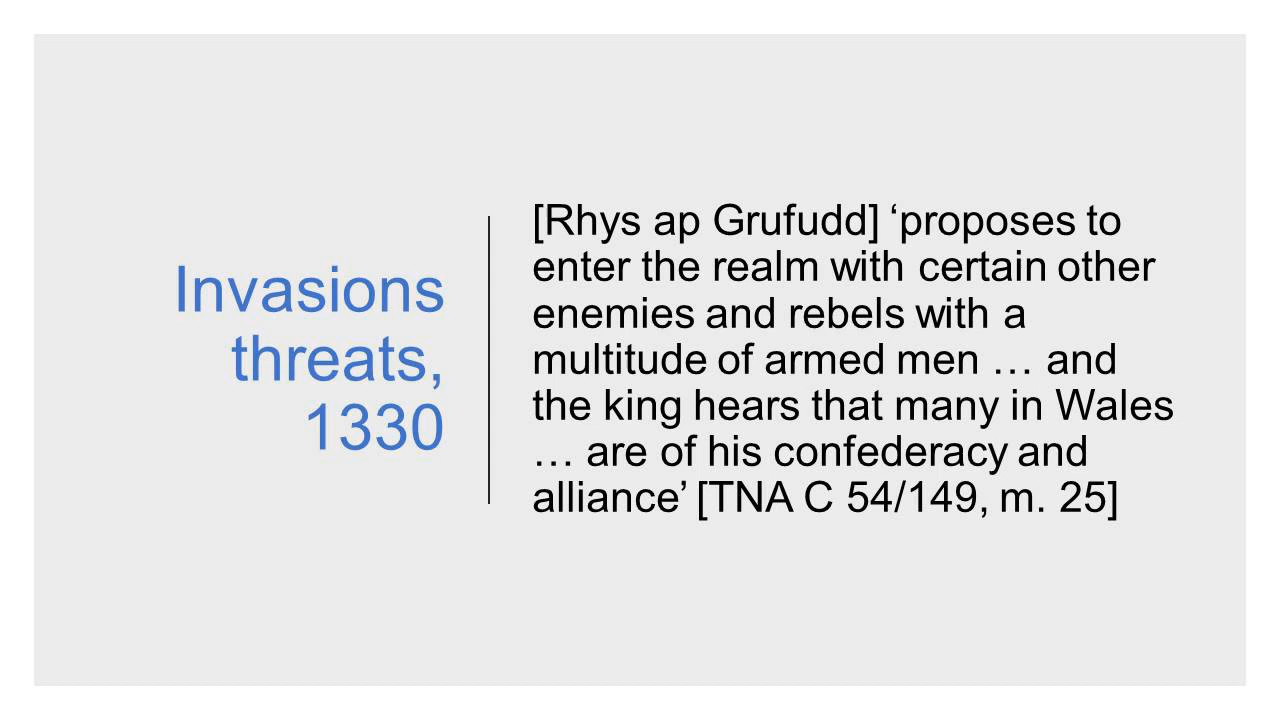 Invasions
threats,
1330
[Rhys ap Grufudd] ‘proposes to
enter the realm with certain other
enemies and rebels with a
multitude of armed men … and
the king hears that many in Wales
… are of his confederacy and
alliance’ [TNA C 54/149, m. 25]